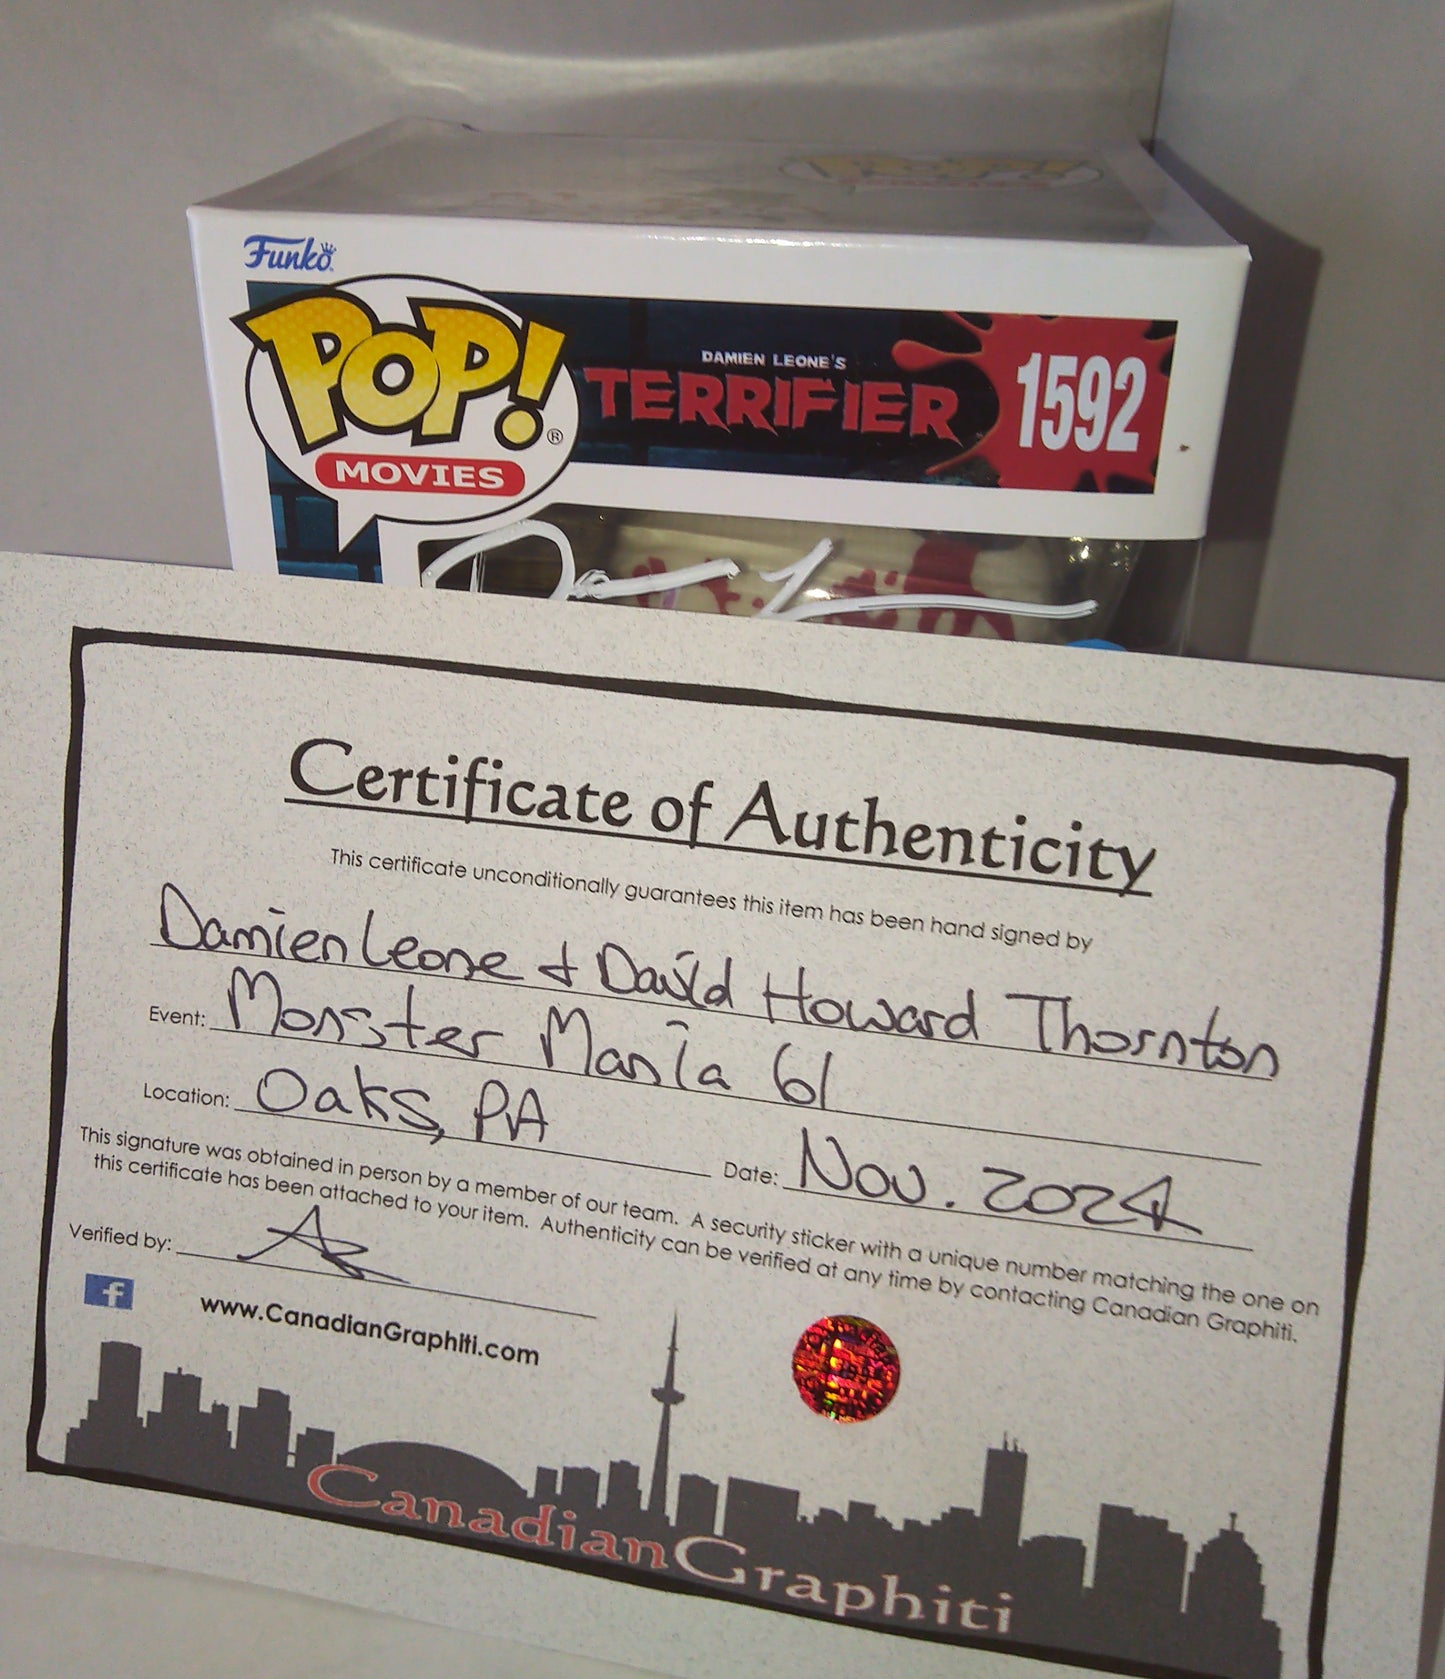 Funko
POP!®
MOVIES
DAMIEN LEONE'S
TERRIFIER
1592
Certificate of Authenticity
This certificate unconditionally guarantees this item has been hand signed by
Damien Leone + David Howard Thornton
Event: Monster Mania 61
Location: Oaks, PA
Date: Nov. 2024
This signature was obtained in person by a member of our team. A security sticker with a unique number matching the one on
this certificate has been attached to your item. Authenticity can be verified at any time by contacting Canadian Graphiti.
Verified by:
f
www.CanadianGraphiti.com
CanadianGraphiti